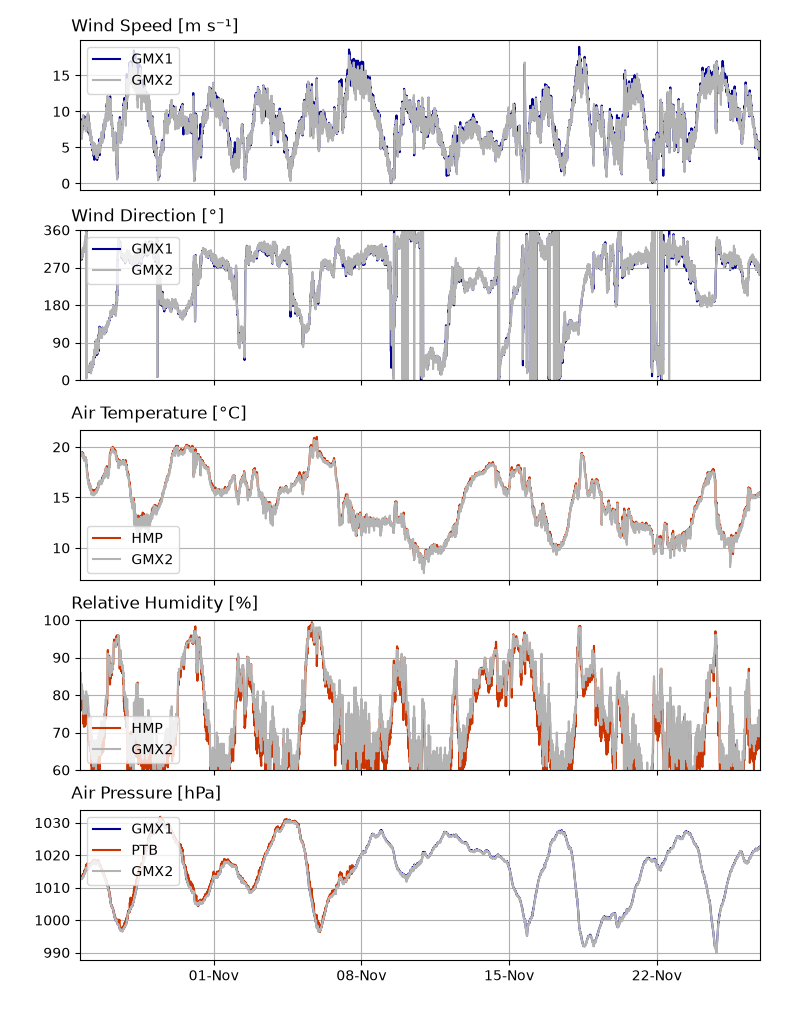 Wind Speed [m s⁻¹]
15
10
5
0
GMX1
GMX2
Wind Direction [°]
360
270
180
90
0
GMX1
GMX2
Air Temperature [°C]
20
15
10
HMP
GMX2
Relative Humidity [%]
100
90
80
70
60
HMP
GMX2
Air Pressure [hPa]
1030
1020
1010
1000
990
GMX1
PTB
GMX2
01-Nov 08-Nov 15-Nov 22-Nov